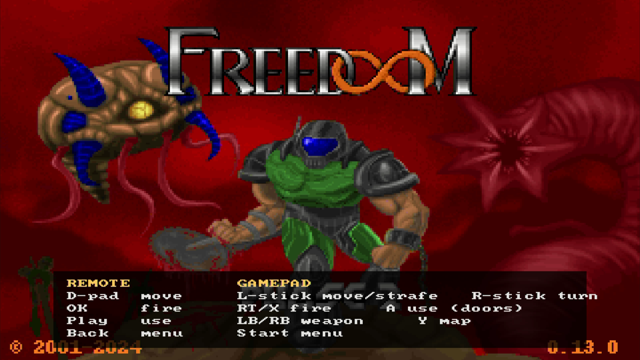 FREEDOOM
REMOTE GAMEPAD
D-pad move L-stick move/strafe R-stick turn
OK fire RT/X fire A use (doors)
Play use LB/RB weapon Y map
Back menu Start menu
© 2001-2024 0.13.0